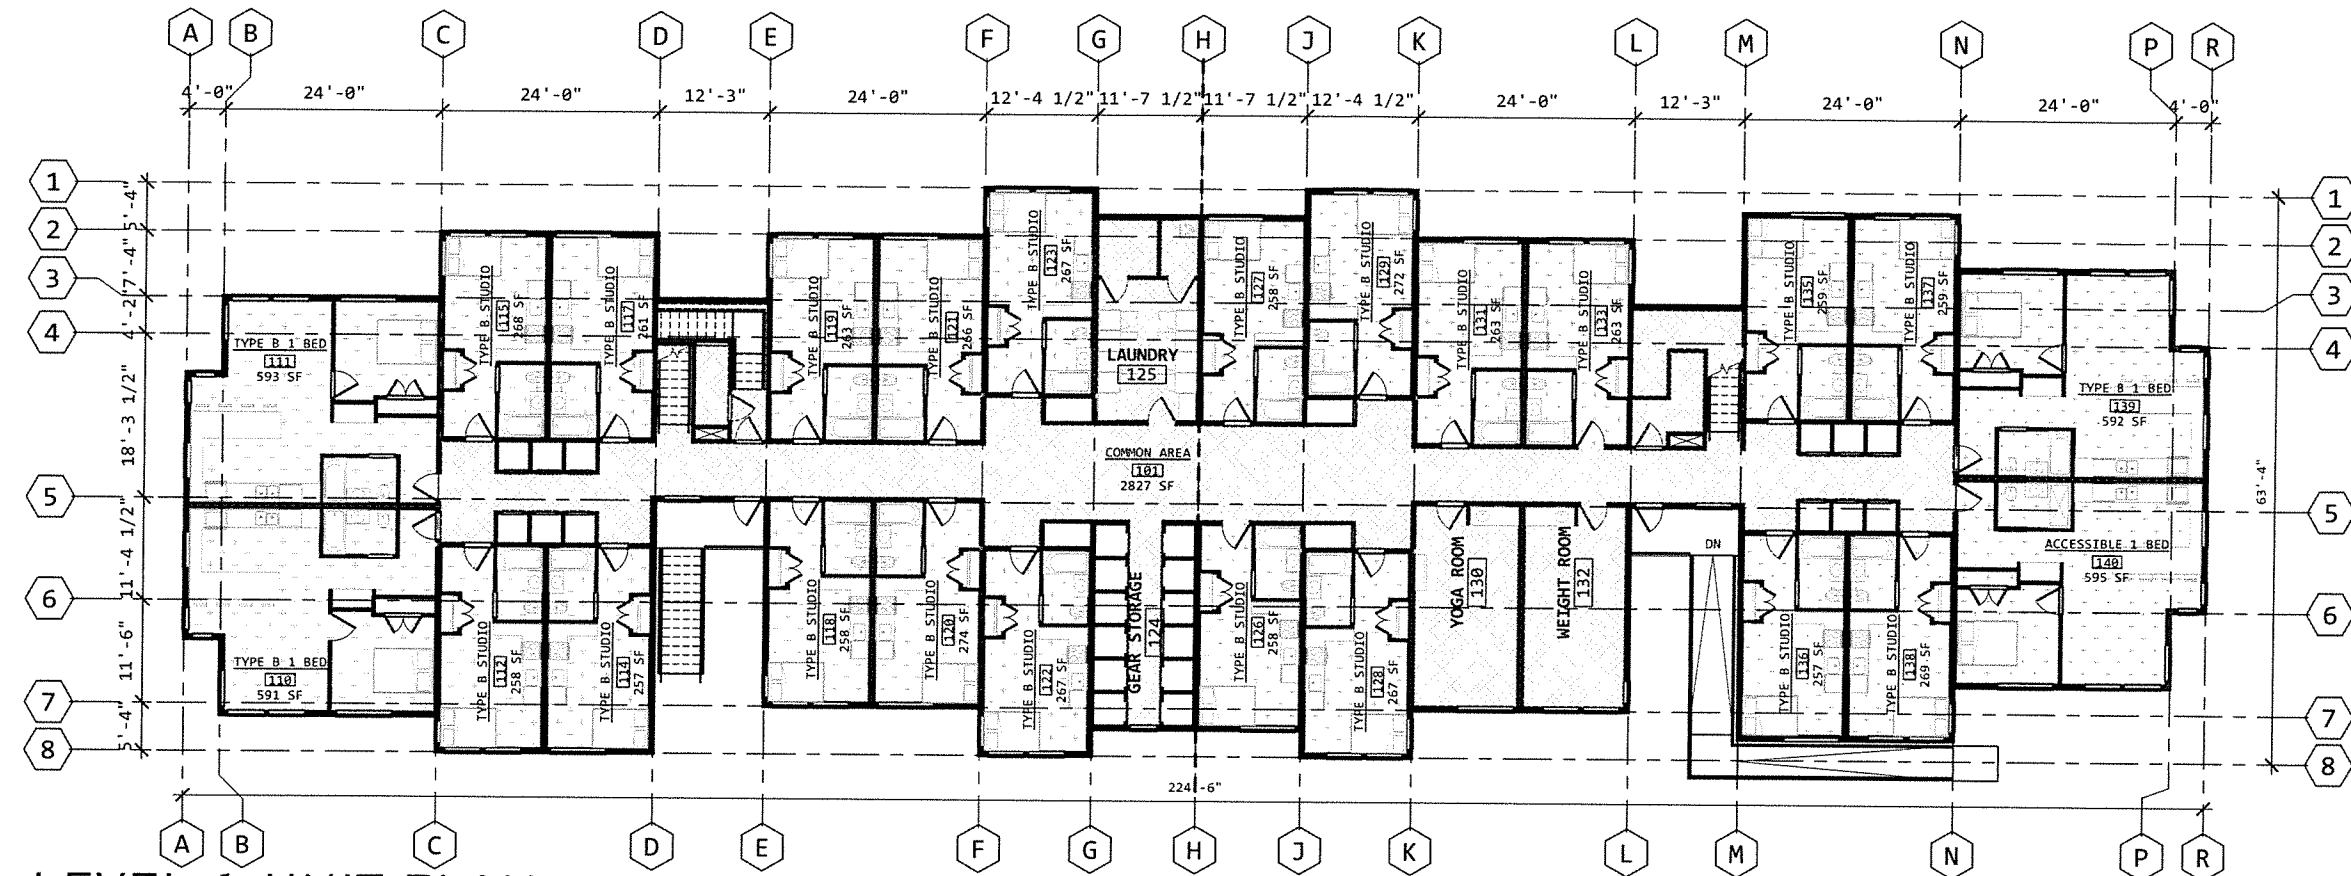 A B C D E F G H J K L M N P R
4'-0" 24'-0" 24'-0" 12'-3" 24'-0" 12'-4 1/2" 11'-7 1/2" 11'-7 1/2" 12'-4 1/2" 24'-0" 12'-3" 24'-0" 24'-0" 4'-0"
1
2
3
4
5
6
7
8
5'-4"
7'-4"
4'-2"
18'-3 1/2"
11'-4 1/2"
11'-6"
5'-4"
TYPE B 1 BED
111
593 SF
TYPE B STUDIO
115
268 SF
TYPE B STUDIO
117
261 SF
TYPE B STUDIO
119
263 SF
TYPE B STUDIO
121
266 SF
TYPE B STUDIO
123
267 SF
LAUNDRY
125
TYPE B STUDIO
127
258 SF
TYPE B STUDIO
129
272 SF
TYPE B STUDIO
131
263 SF
TYPE B STUDIO
133
263 SF
TYPE B STUDIO
135
259 SF
TYPE B STUDIO
137
259 SF
TYPE B 1 BED
139
592 SF
COMMON AREA
101
2827 SF
TYPE B 1 BED
110
591 SF
TYPE B STUDIO
112
258 SF
TYPE B STUDIO
114
257 SF
TYPE B STUDIO
118
258 SF
TYPE B STUDIO
120
274 SF
TYPE B STUDIO
122
267 SF
GEAR STORAGE
124
TYPE B STUDIO
126
258 SF
TYPE B STUDIO
128
267 SF
YOGA ROOM
130
WEIGHT ROOM
132
DN
TYPE B STUDIO
136
257 SF
TYPE B STUDIO
138
269 SF
ACCESSIBLE 1 BED
140
595 SF
1
2
3
4
5
6
7
8
63'-4"
224'-6"
A B C D E F G H J K L M N P R